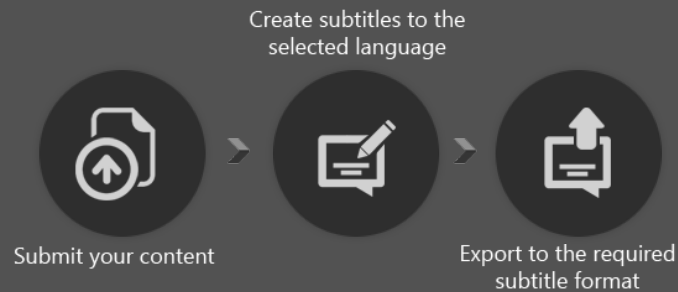 Create subtitles to the
selected language
Submit your content
Export to the required
subtitle format